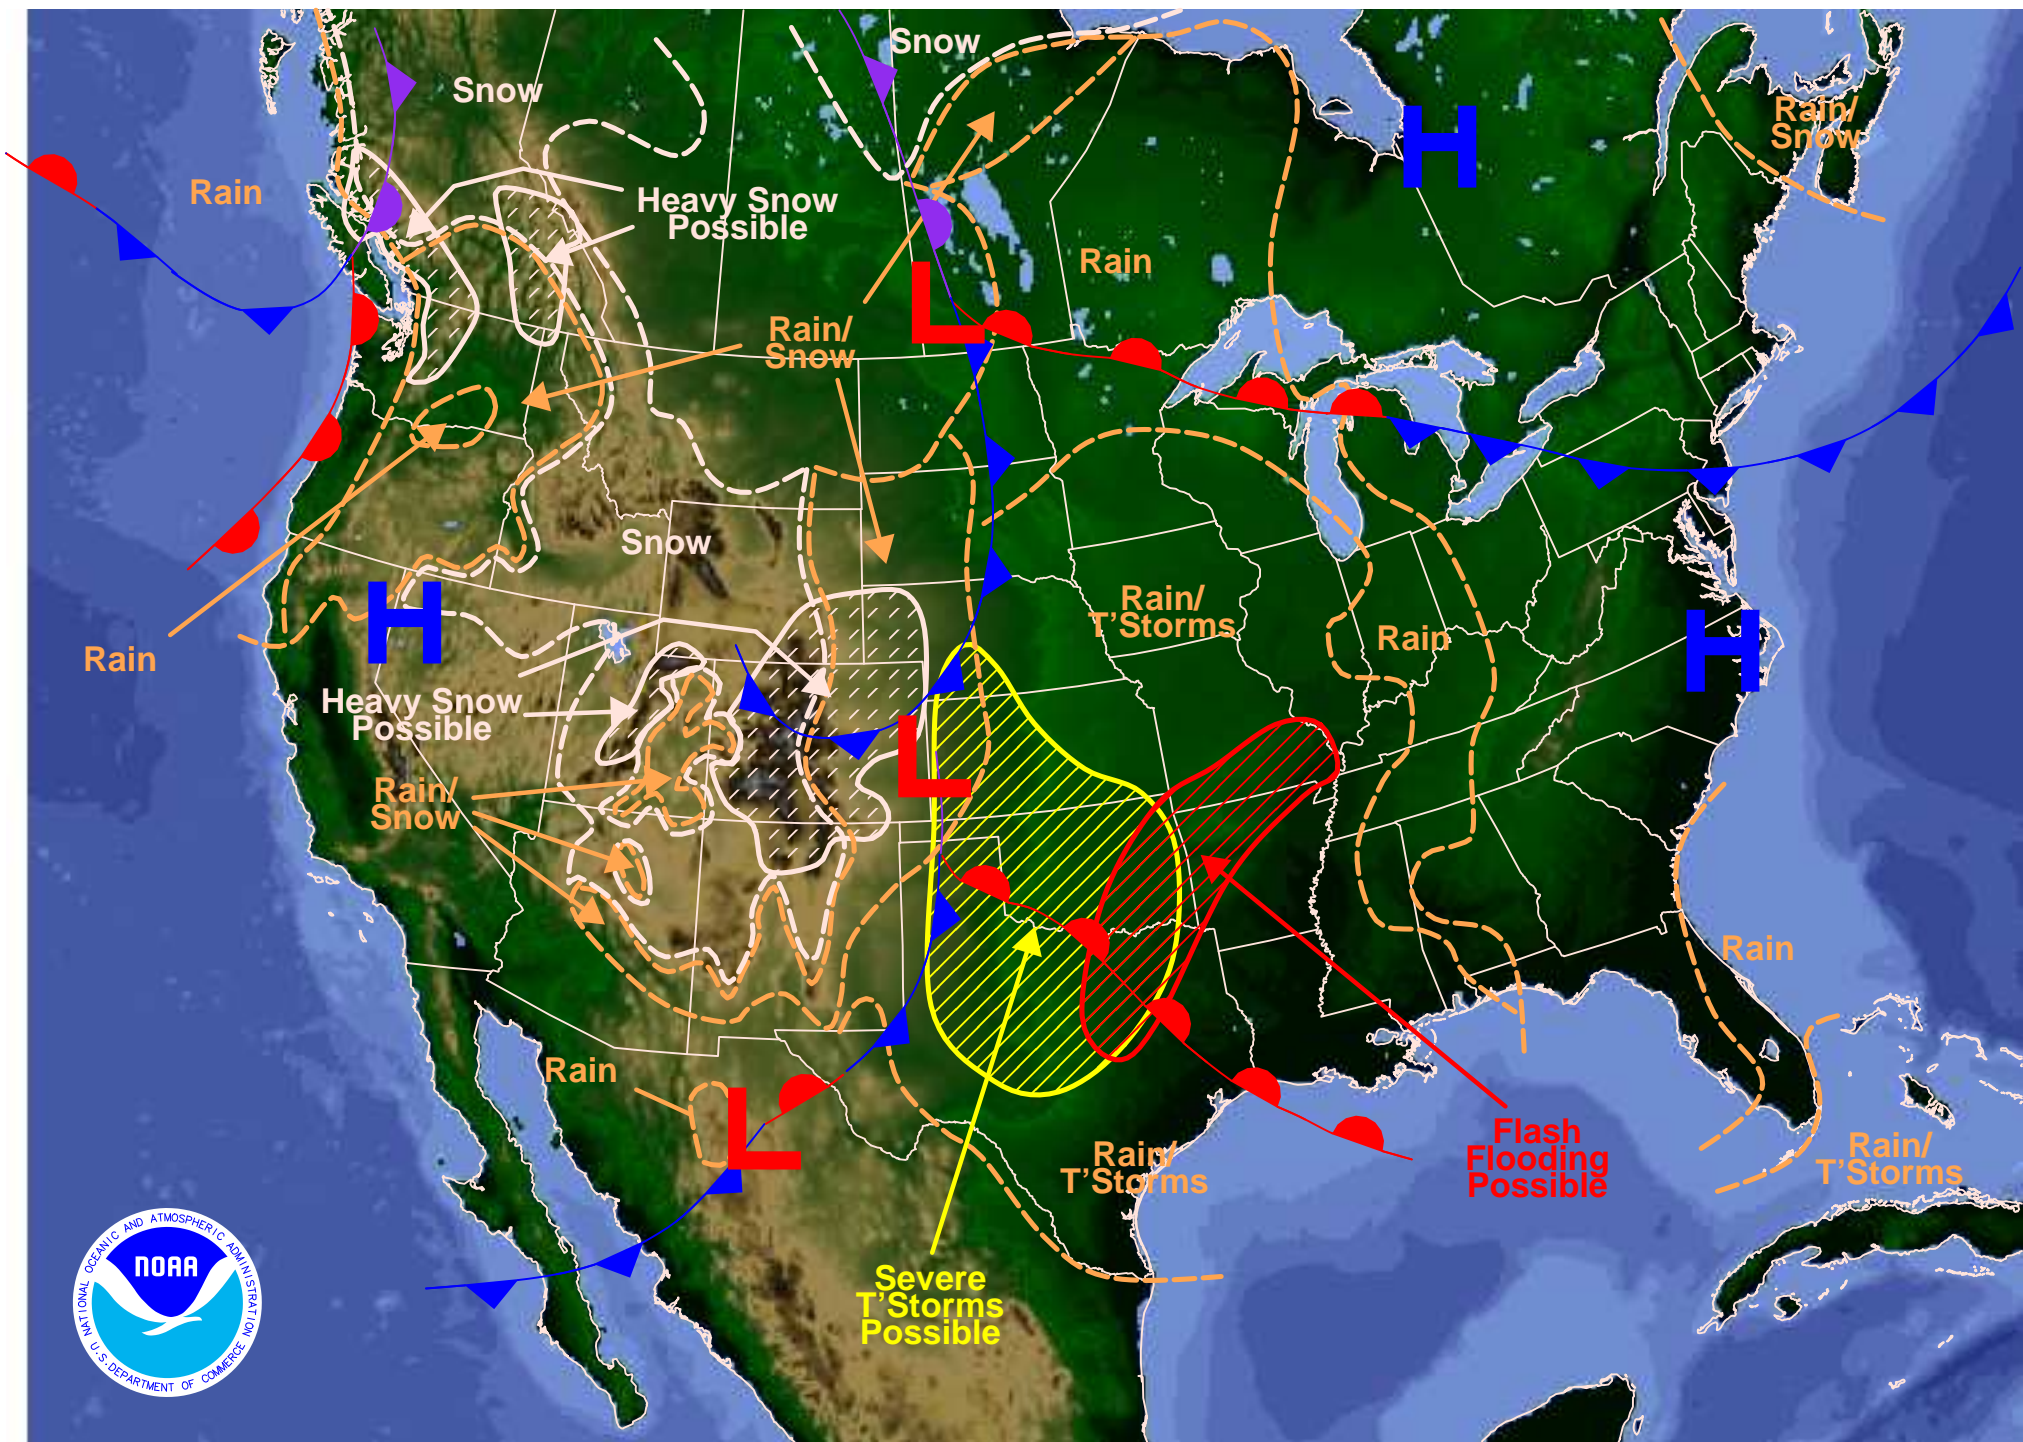 Snow
Snow
Rain/
Snow
H
Rain
Heavy Snow
Possible
Rain
L
Rain/
Snow
Snow
H
Rain/
T'Storms
Rain
H
Rain
Heavy Snow
Possible
L
Rain/
Snow
Rain
Rain
L
Rain/
T'Storms
Flash
Flooding
Possible
Rain/
T'Storms
Severe
T'Storms
Possible
NATIONAL OCEANIC AND ATMOSPHERIC ADMINISTRATION
NOAA
U.S. DEPARTMENT OF COMMERCE